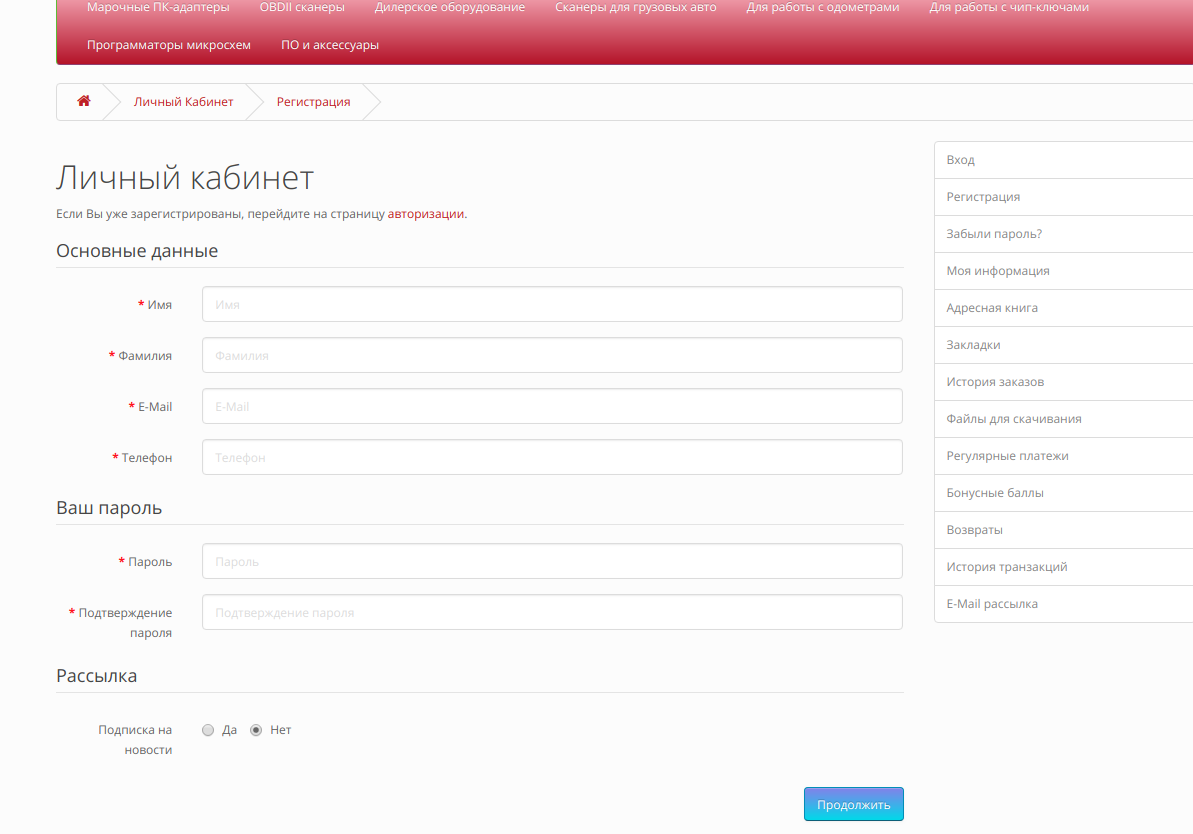 Марочные ПК-адаптеры OBDII сканеры Дилерское оборудование Сканеры для грузовых авто Для работы с одометрами Для работы с чип-ключами
Программаторы микросхем ПО и аксессуары
Личный Кабинет Регистрация
Личный кабинет
Если Вы уже зарегистрированы, перейдите на страницу авторизации.
Основные данные
* Имя Имя
* Фамилия Фамилия
* E-Mail E-Mail
* Телефон Телефон
Ваш пароль
* Пароль Пароль
* Подтверждение Подтверждение пароля
пароля
Рассылка
Подписка на Да Нет
новости
Продолжить
Вход
Регистрация
Забыли пароль?
Моя информация
Адресная книга
Закладки
История заказов
Файлы для скачивания
Регулярные платежи
Бонусные баллы
Возвраты
История транзакций
E-Mail рассылка